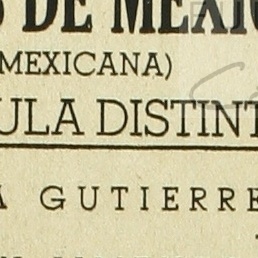 DE MEXIC
MEXICANA)
ULA DISTINT
A GUTIERRE